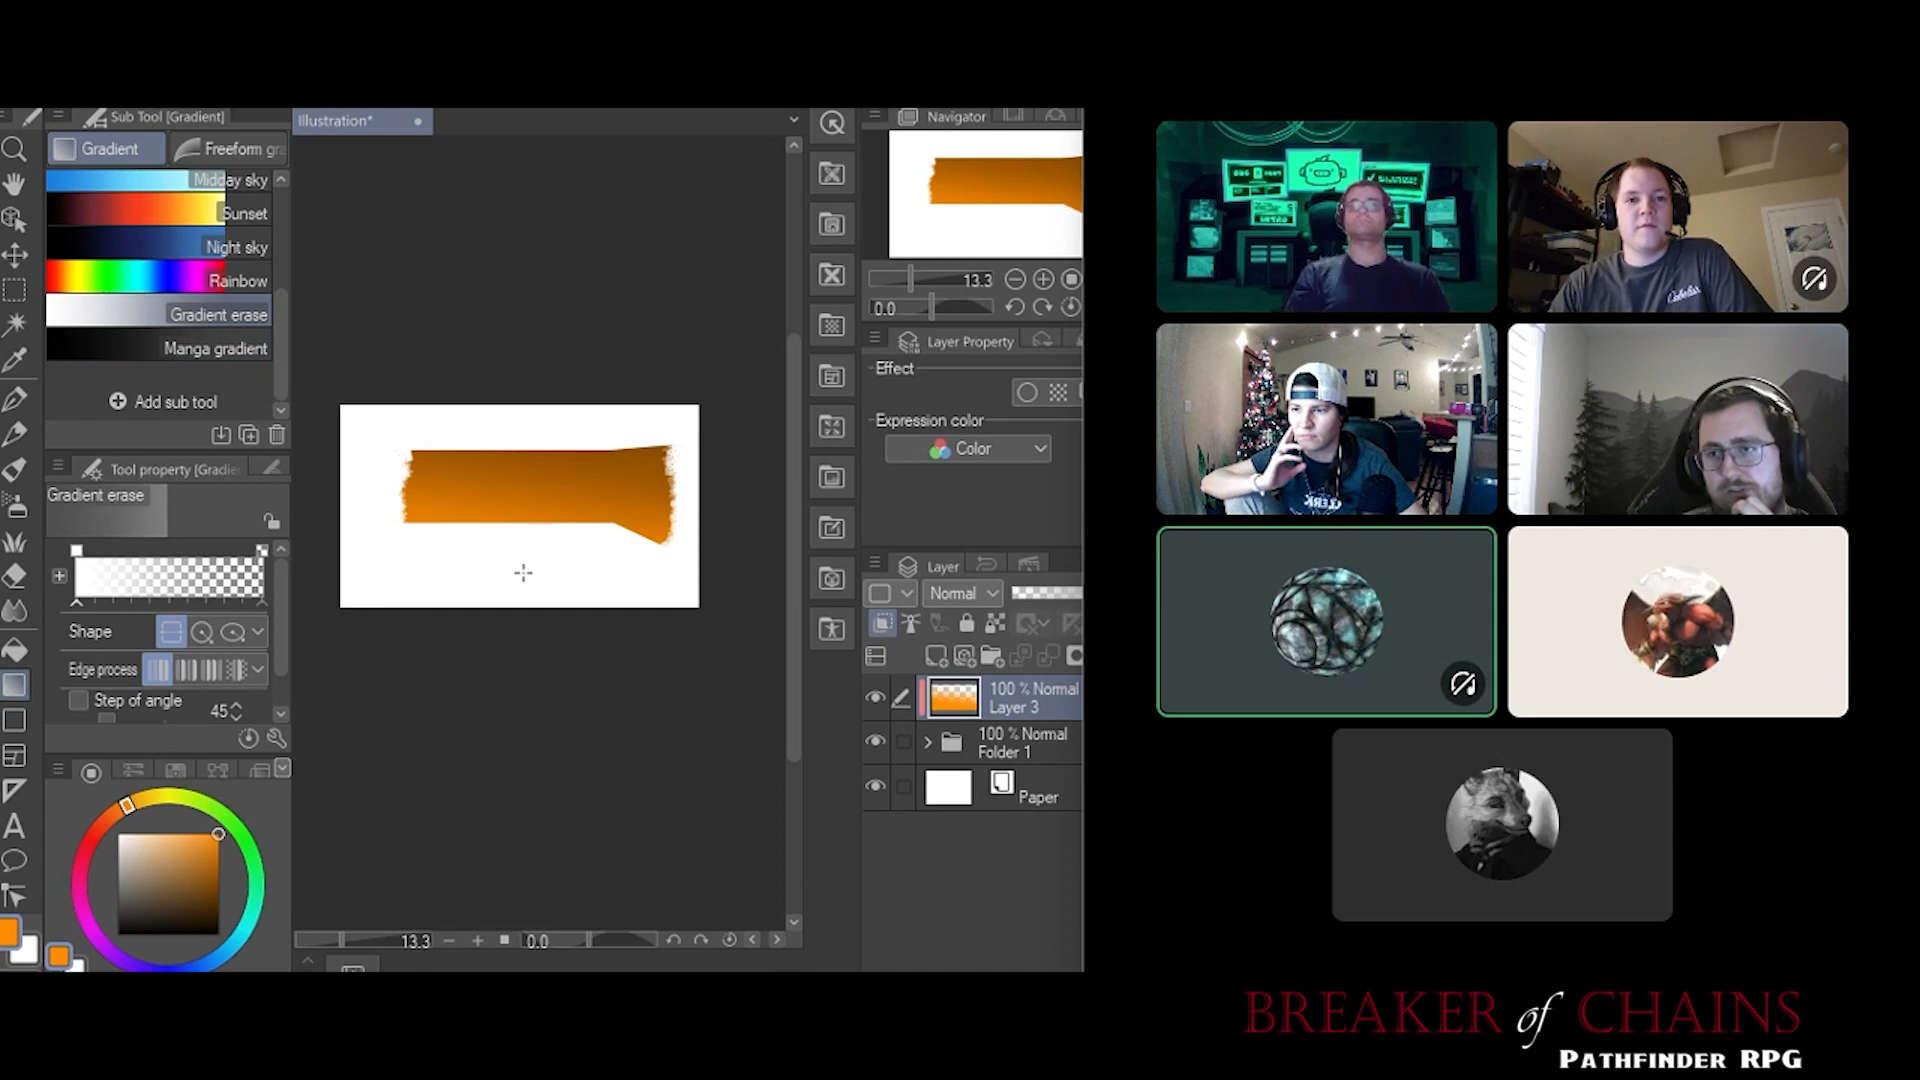 Sub Tool [Gradient]
Illustration*
Navigator
Gradient
Freeform gra
Midday sky
Sunset
Night sky
Rainbow
Gradient erase
Manga gradient
Add sub tool
Tool property [Gradie
Gradient erase
Shape
Edge process
Step of angle
45
13.3
0.0
13.3
0.0
Layer Property
Effect
Expression color
Color
Layer
Normal
100 % Normal
Layer 3
100 % Normal
Folder 1
Paper
BREAKER of CHAINS
PATHFINDER RPG